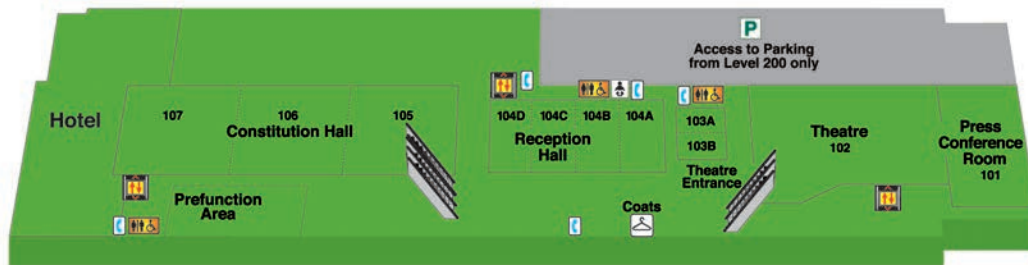 P
Access to Parking
from Level 200 only
Hotel
107
106
105
Constitution Hall
104D
104C
104B
104A
Reception
Hall
103A
103B
Theatre
Entrance
Theatre
102
Press
Conference
Room
101
Prefunction
Area
Coats